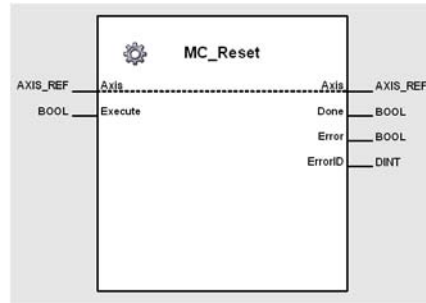 MC_Reset
AXIS_REF Axis Axis AXIS_REF
BOOL Execute Done BOOL
Error BOOL
ErrorID DINT